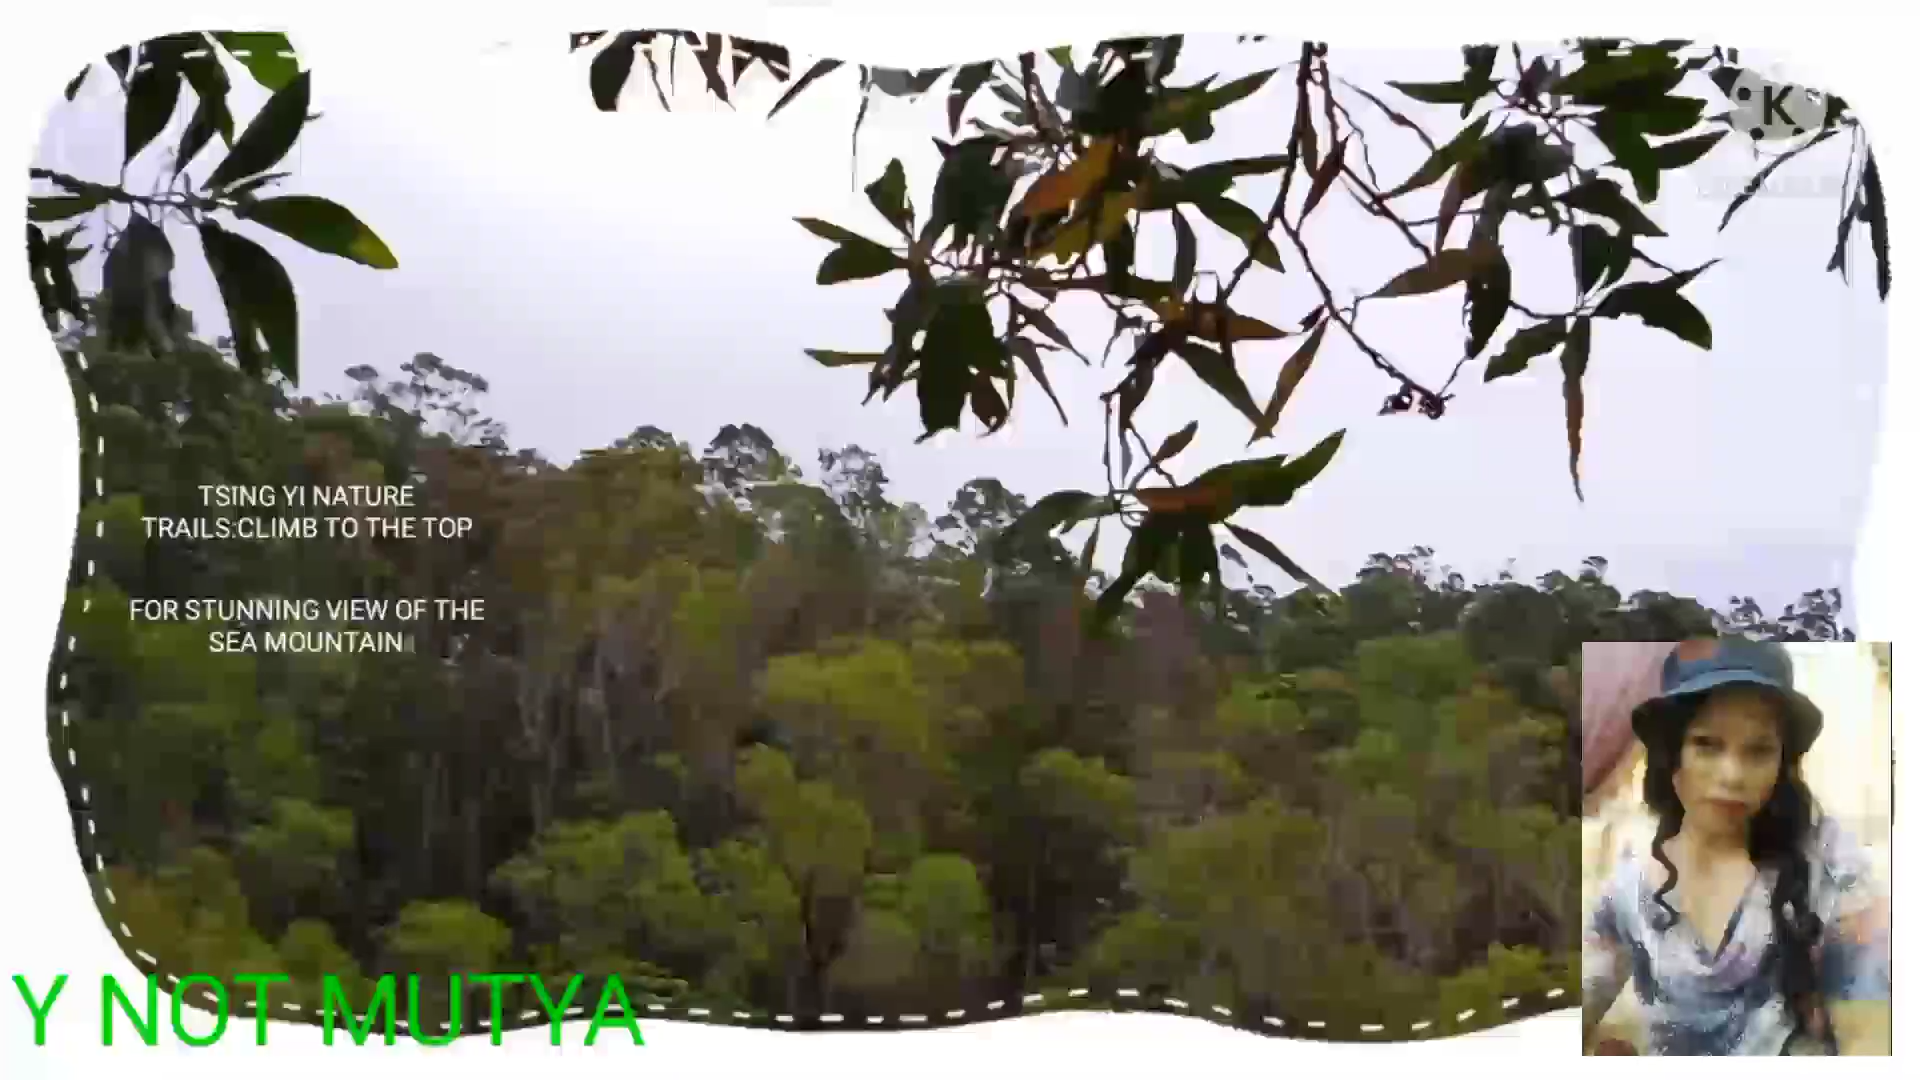 K
TSING YI NATURE
TRAILS:CLIMB TO THE TOP
FOR STUNNING VIEW OF THE
SEA MOUNTAIN
Y NOT MUTYA